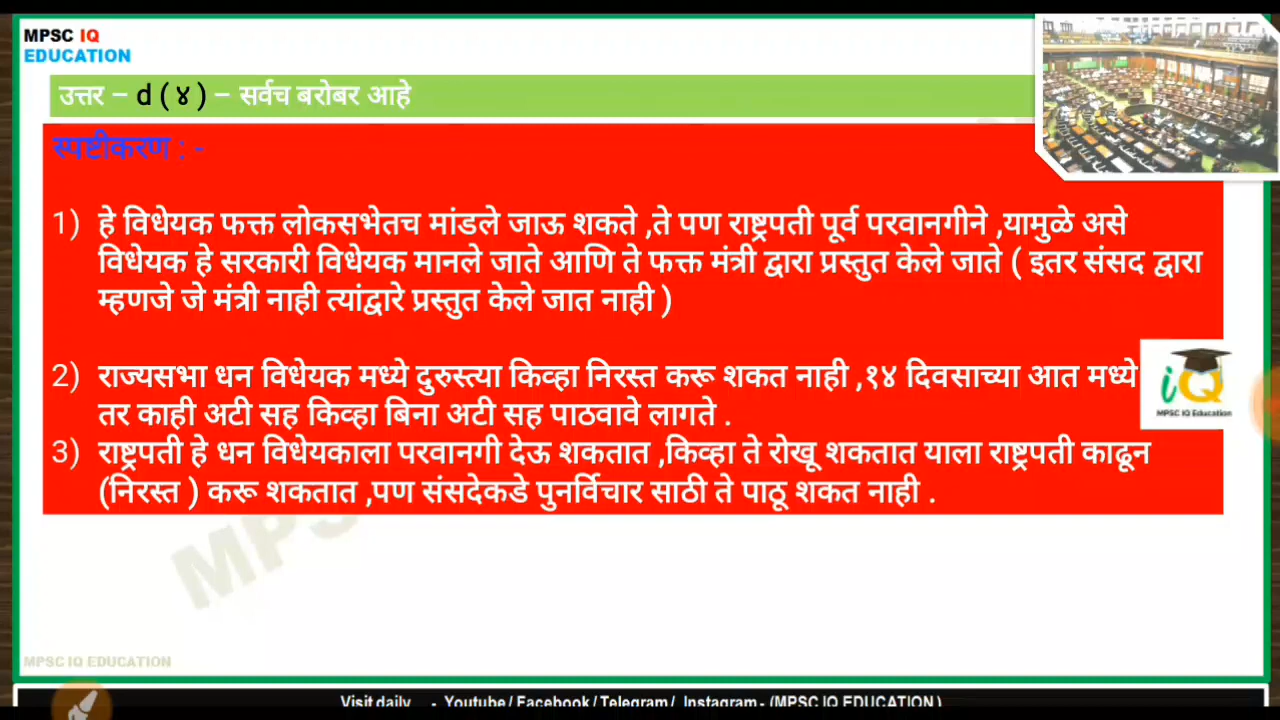 MPSC IQ
EDUCATION
उत्तर – d ( ४ ) – सर्वच बरोबर आहे
स्पष्टीकरण : -
1) हे विधेयक फक्त लोकसभेतच मांडले जाऊ शकते ,ते पण राष्ट्रपती पूर्व परवानगीने ,यामुळे असे
विधेयक हे सरकारी विधेयक मानले जाते आणि ते फक्त मंत्री द्वारा प्रस्तुत केले जाते ( इतर संसद द्वारा
म्हणजे जे मंत्री नाही त्यांद्वारे प्रस्तुत केले जात नाही )
2) राज्यसभा धन विधेयक मध्ये दुरुस्त्या किव्हा निरस्त करू शकत नाही ,१४ दिवसाच्या आत मध्ये
तर काही अटी सह किव्हा बिना अटी सह पाठवावे लागते .
3) राष्ट्रपती हे धन विधेयकाला परवानगी देऊ शकतात ,किव्हा ते रोखू शकतात याला राष्ट्रपती काढून
(निरस्त ) करू शकतात ,पण संसदेकडे पुनर्विचार साठी ते पाठू शकत नाही .
iQ
MPSC IQ Education
MPS
MPSC IQ EDUCATION
Visit daily - Youtube / Facebook / Telegram / Instagram - (MPSC IQ EDUCATION )